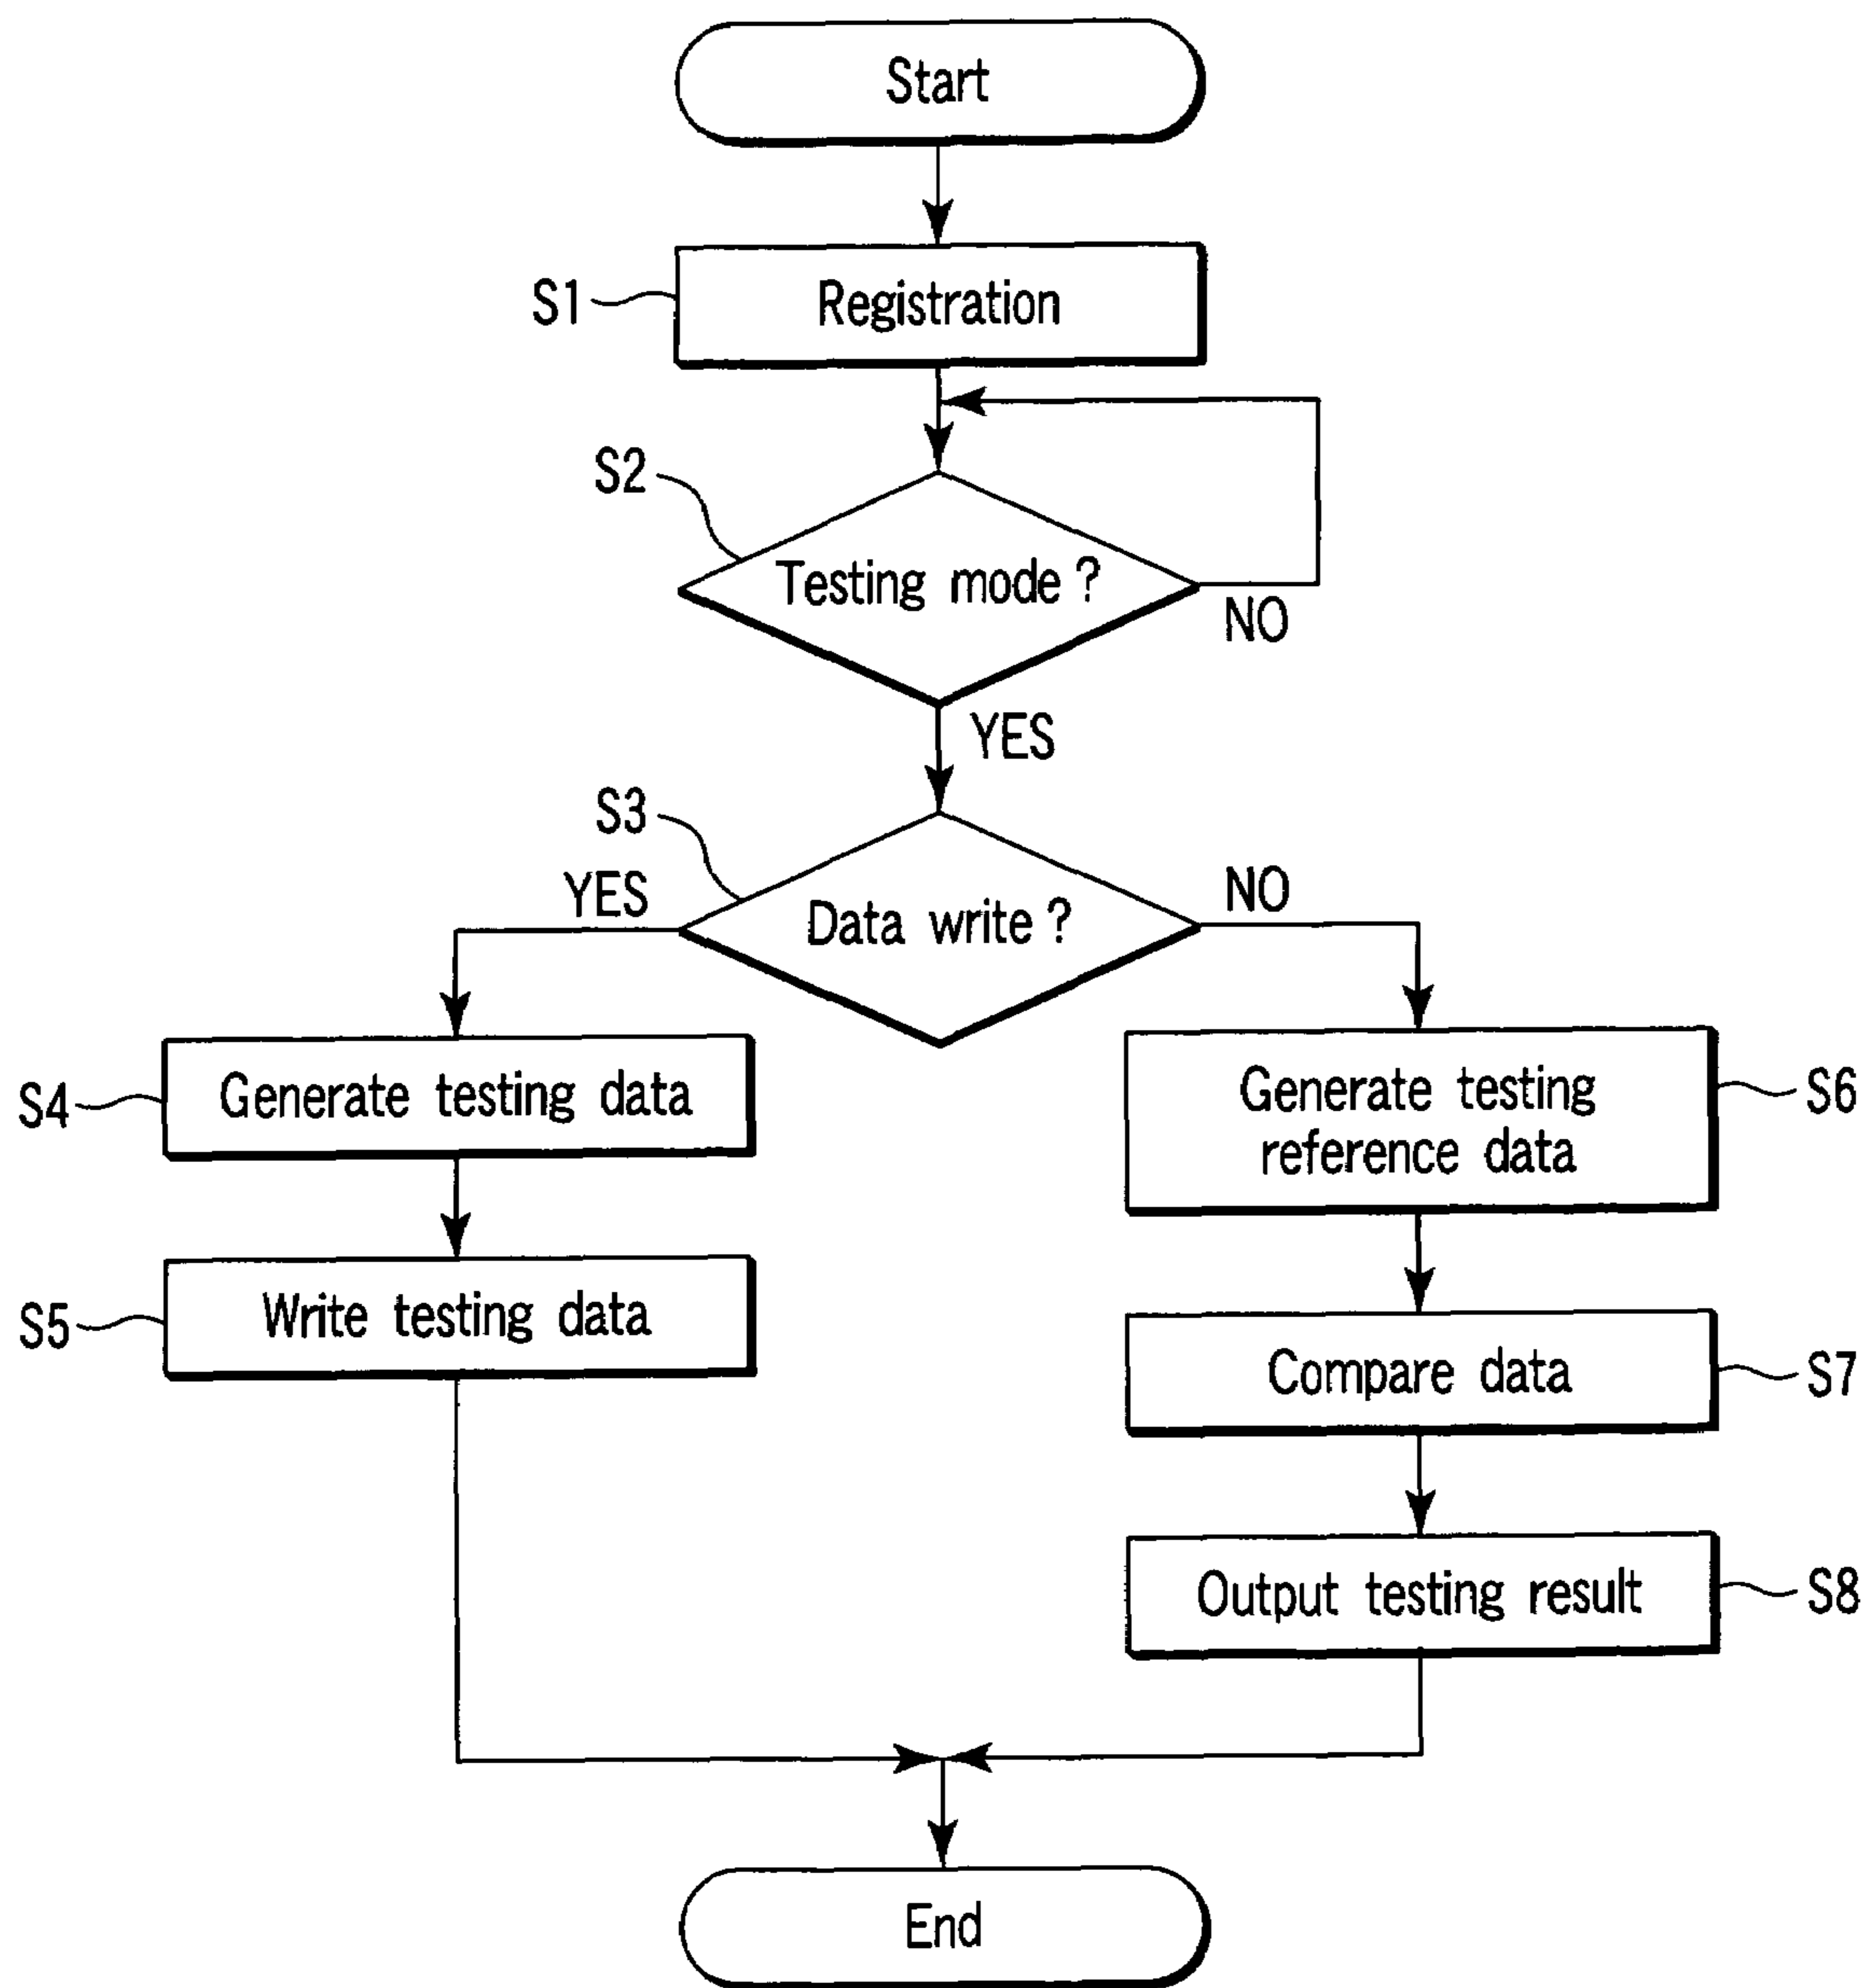 Start
S1
Registration
S2
Testing mode ?
NO
YES
S3
YES
NO
Data write ?
S4
Generate testing data
Generate testing
reference data
S6
S5
Write testing data
Compare data
S7
Output testing result
S8
End